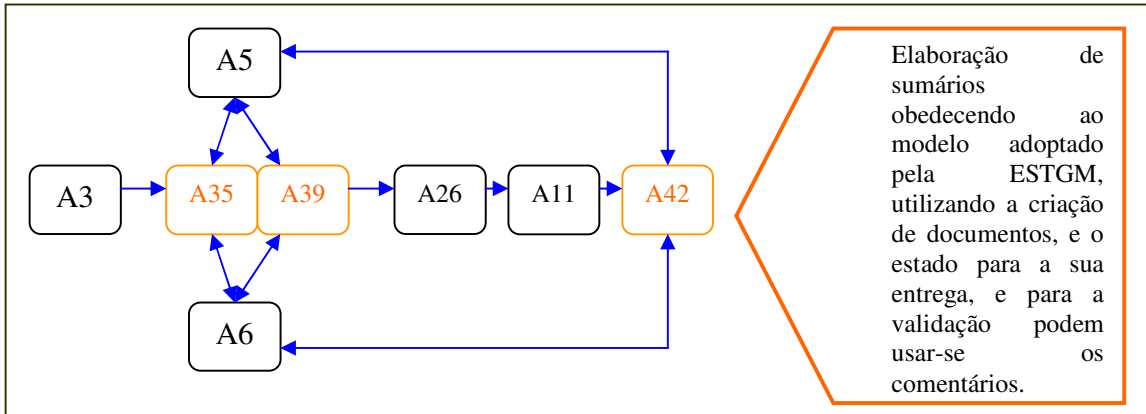 A5
A3
A35
A39
A26
A11
A42
A6
Elaboração de
sumários
obedecendo ao
modelo adoptado
pela ESTGM,
utilizando a criação
de documentos, e o
estado para a sua
entrega, e para a
validação podem
usar-se os
comentários.